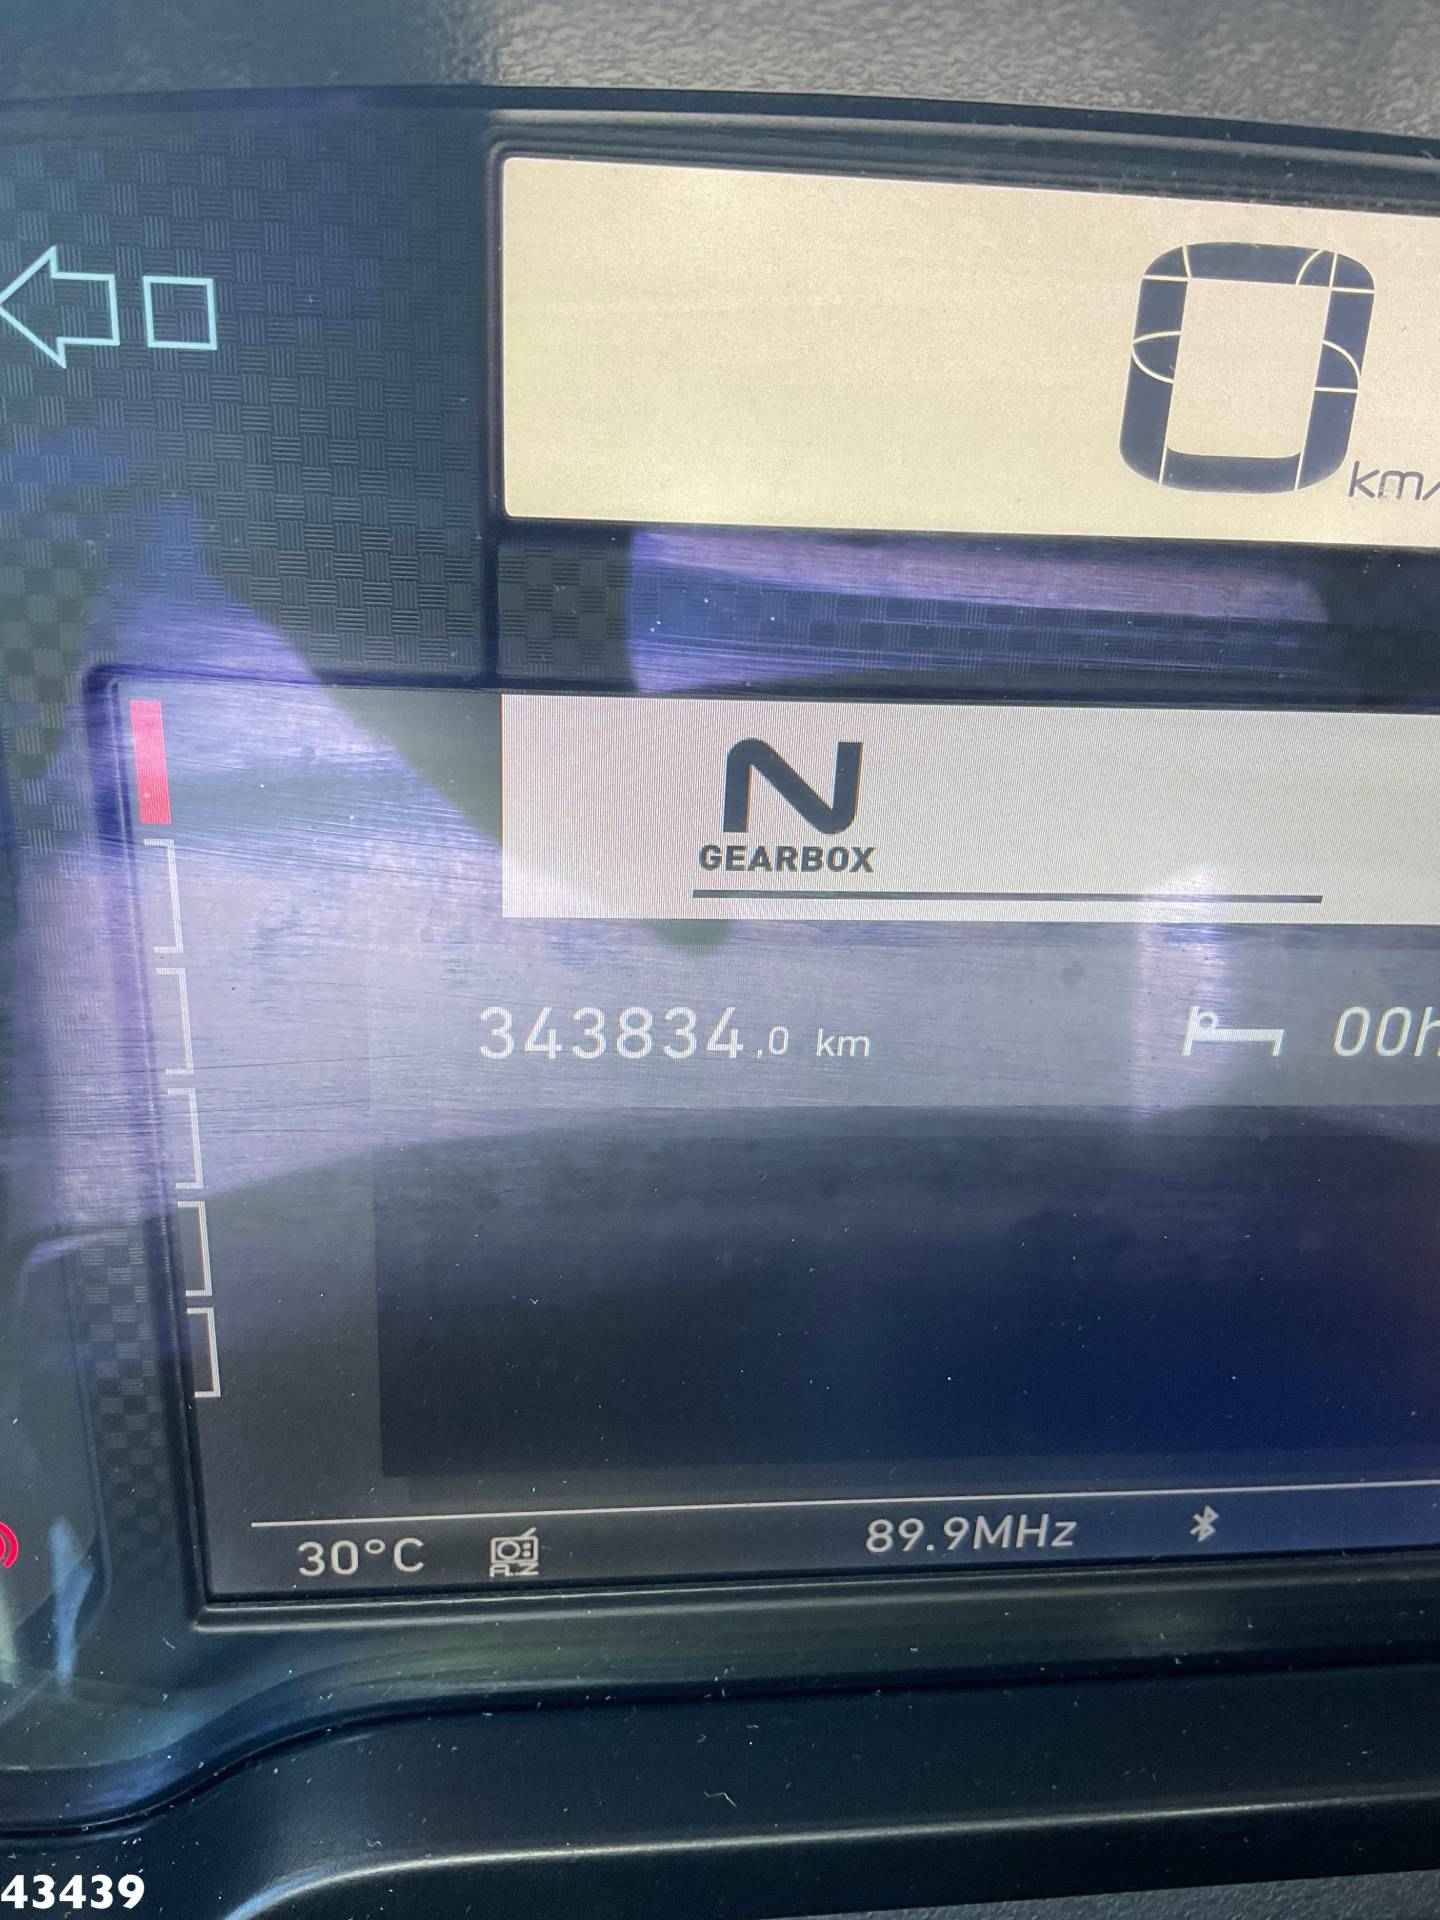 0 km/
N
GEARBOX
343834,0 km 00h
30°C A.Z 89.9MHz
43439